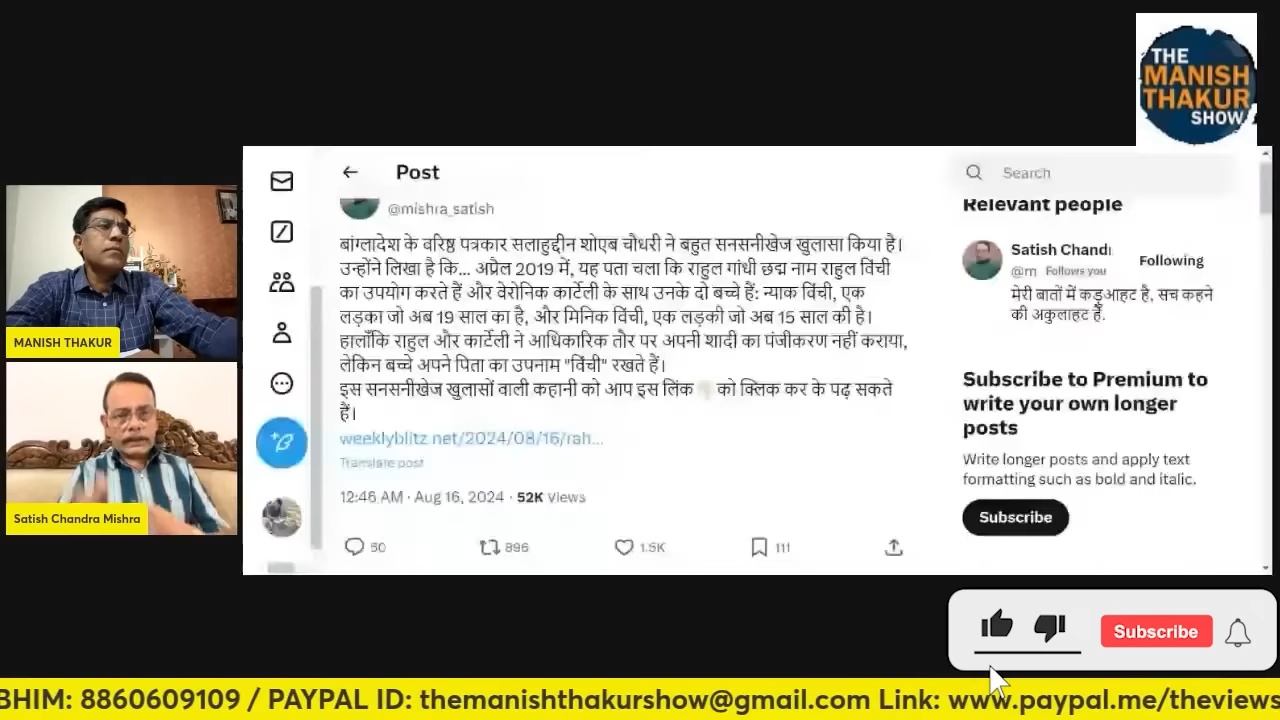 THE
MANISH
THAKUR
SHOW
Post
Search
@mishra_satish
Relevant people
बांग्लादेश के वरिष्ठ पत्रकार सलाहुद्दीन शोएब चौधरी ने बहुत सनसनीखेज खुलासा किया है।
उन्होंने लिखा है कि... अप्रैल 2019 में, यह पता चला कि राहुल गांधी छद्म नाम राहुल विंची
का उपयोग करते हैं और वेरोनिक कार्टेली के साथ उनके दो बच्चे हैं: न्याक विंची, एक
लड़का जो अब 19 साल का है, और मिनिक विंची, एक लड़की जो अब 15 साल की है।
हालाँकि राहुल और कार्टेली ने आधिकारिक तौर पर अपनी शादी का पंजीकरण नहीं कराया,
लेकिन बच्चे अपने पिता का उपनाम "विंची" रखते हैं।
इस सनसनीखेज खुलासों वाली कहानी को आप इस लिंक को क्लिक कर के पढ़ सकते
हैं।
weeklyblitz.net/2024/08/16/rah...
Translate post
12:46 AM · Aug 16, 2024 · 52K Views
50 896 1.5K 111
Satish Chand
@m Follows you
Following
मेरी बातों में कड़ुआहट है, सच कहने
की अकुलाहट हैं.
Subscribe to Premium to
write your own longer
posts
Write longer posts and apply text
formatting such as bold and italic.
Subscribe
MANISH THAKUR
Satish Chandra Mishra
Subscribe
BHIM: 8860609109 / PAYPAL ID: themanishthakurshow@gmail.com Link: www.paypal.me/theviews